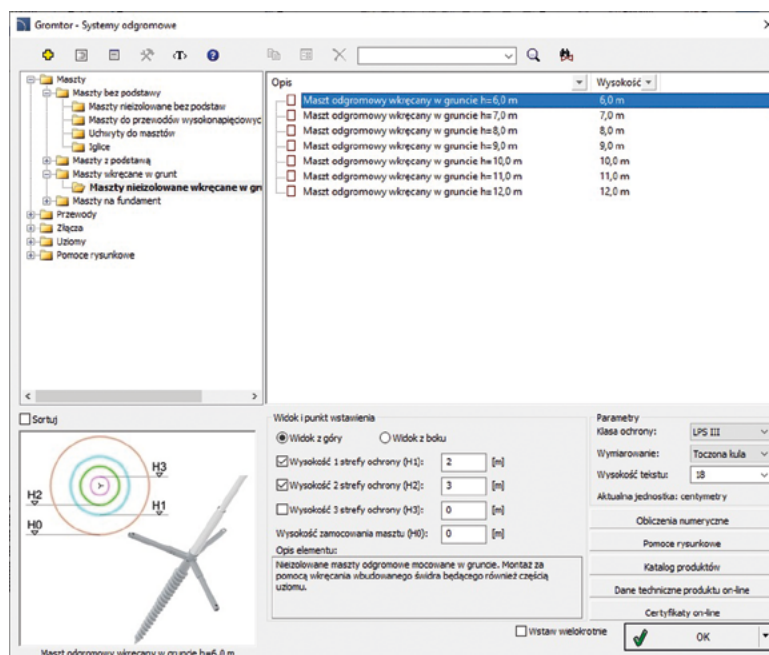 Gromtor - Systemy odgromowe
Maszty
Maszty bez podstawy
Maszty nieizolowane bez podstaw
Maszty do przewodów wysokonapięciowyc
Uchwyty do masztów
Iglice
Maszty z podstawą
Maszty wkręcane w grunt
Maszty nieizolowane wkręcane w gru
Maszty na fundament
Przewody
Złącza
Uziomy
Pomoce rysunkowe
Opis Wysokość
Maszt odgromowy wkręcany w gruncie h=6,0 m 6,0 m
Maszt odgromowy wkręcany w gruncie h=7,0 m 7,0 m
Maszt odgromowy wkręcany w gruncie h=8,0 m 8,0 m
Maszt odgromowy wkręcany w gruncie h=9,0 m 9,0 m
Maszt odgromowy wkręcany w gruncie h=10,0 m 10,0 m
Maszt odgromowy wkręcany w gruncie h=11,0 m 11,0 m
Maszt odgromowy wkręcany w gruncie h=12,0 m 12,0 m
Sortuj
H3
H2
H1
H0
Maszt odgromowy wkręcany w gruncie h=6,0 m
Widok i punkt wstawienia
Widok z góry Widok z boku
Wysokość 1 strefy ochrony (H1): 2 [m]
Wysokość 2 strefy ochrony (H2): 3 [m]
Wysokość 3 strefy ochrony (H3): 0 [m]
Wysokość zamocowania masztu (H0): 0 [m]
Opis elementu:
Nieizolowane maszty odgromowe mocowane w gruncie. Montaż za
pomocą wkręcania wbudowanego świdra będącego również częścią
uziomu.
Wstaw wielokrotnie
Parametry
Klasa ochrony: LPS III
Wymiarowanie: Toczona kula
Wysokość tekstu: 18
Aktualna jednostka: centymetry
Obliczenia numeryczne
Pomoce rysunkowe
Katalog produktów
Dane techniczne produktu on-line
Certyfikaty on-line
OK